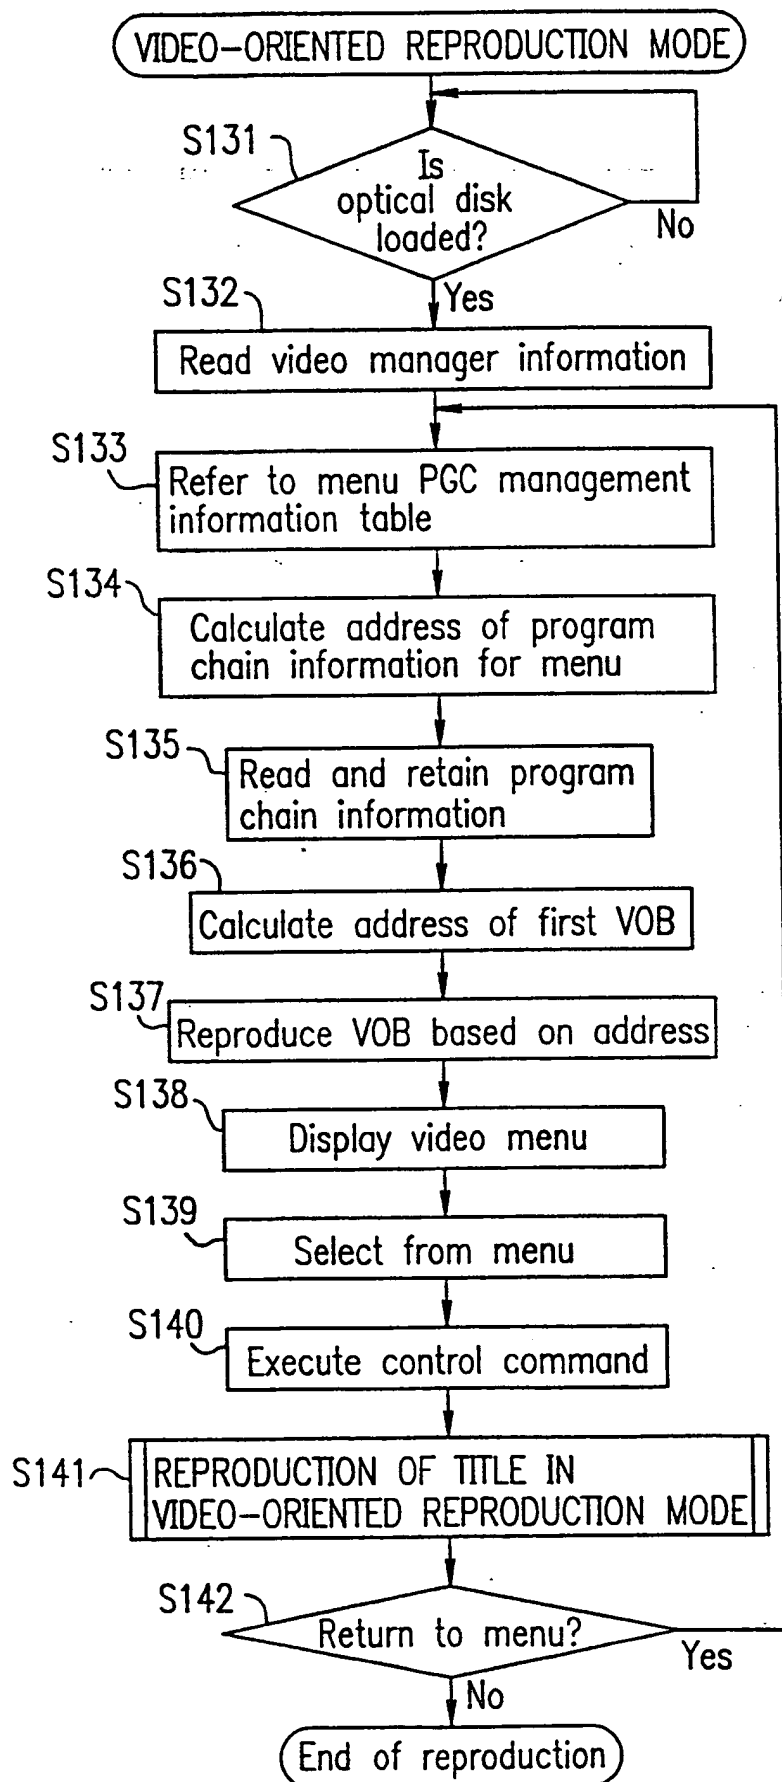 VIDEO-ORIENTED REPRODUCTION MODE
S131
Is
optical disk
loaded?
No
Yes
S132
Read video manager information
S133
Refer to menu PGC management
information table
S134
Calculate address of program
chain information for menu
S135
Read and retain program
chain information
S136
Calculate address of first VOB
S137
Reproduce VOB based on address
S138
Display video menu
S139
Select from menu
S140
Execute control command
S141
REPRODUCTION OF TITLE IN
VIDEO-ORIENTED REPRODUCTION MODE
S142
Return to menu?
Yes
No
End of reproduction